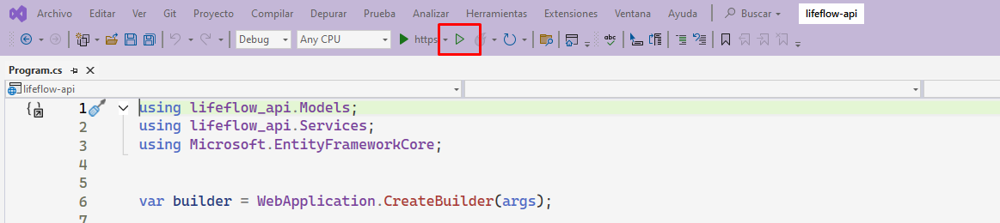 Archivo Editar Ver Git Proyecto Compilar Depurar Prueba Analizar Herramientas Extensiones Ventana Ayuda Buscar lifeflow-api
Debug Any CPU https abc
Program.cs
lifeflow-api
1 using lifeflow_api.Models;
2 using lifeflow_api.Services;
3 using Microsoft.EntityFrameworkCore;
4
5
6 var builder = WebApplication.CreateBuilder(args);
7